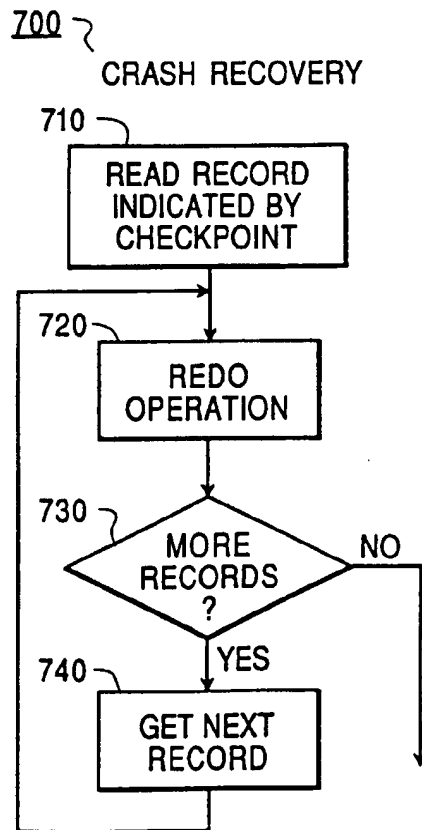 700
CRASH RECOVERY
710
READ RECORD
INDICATED BY
CHECKPOINT
720
REDO
OPERATION
730
MORE
RECORDS
?
NO
YES
740
GET NEXT
RECORD